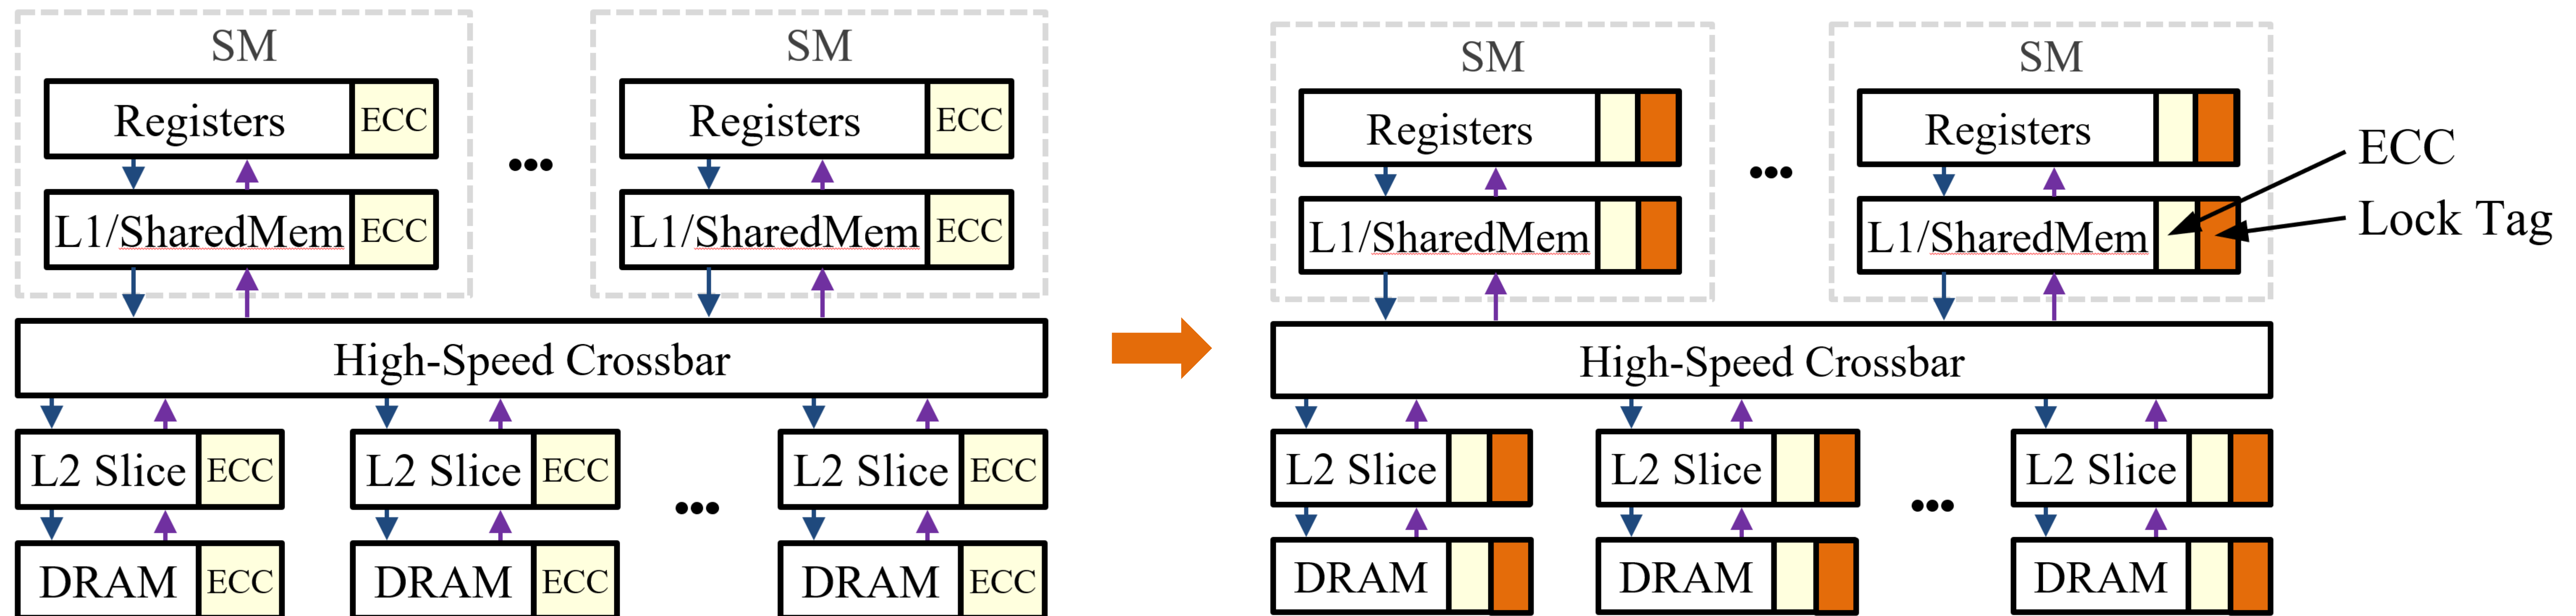 SM
Registers ECC
L1/SharedMem ECC
...
SM
Registers ECC
L1/SharedMem ECC
High-Speed Crossbar
L2 Slice ECC
L2 Slice ECC
...
L2 Slice ECC
DRAM ECC
DRAM ECC
DRAM ECC
SM
Registers
L1/SharedMem
...
SM
Registers
L1/SharedMem
ECC
Lock Tag
High-Speed Crossbar
L2 Slice
L2 Slice
...
L2 Slice
DRAM
DRAM
DRAM